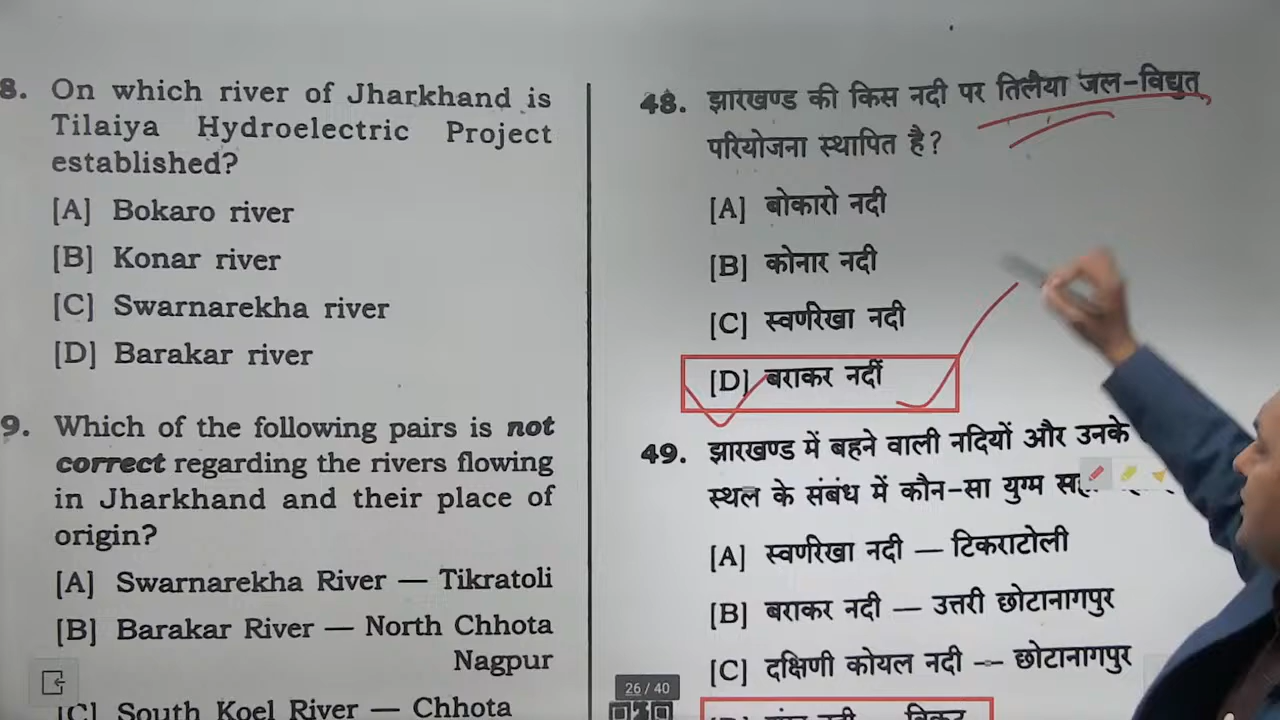 8. On which river of Jharkhand is
Tilaiya Hydroelectric Project
established?
[A] Bokaro river
[B] Konar river
[C] Swarnarekha river
[D] Barakar river
9. Which of the following pairs is not
correct regarding the rivers flowing
in Jharkhand and their place of
origin?
[A] Swarnarekha River — Tikratoli
[B] Barakar River — North Chhota
Nagpur
[C] South Koel River — Chhota
48. झारखण्ड की किस नदी पर तिलैया जल-विद्युत्
परियोजना स्थापित है?
[A] बोकारो नदी
[B] कोनार नदी
[C] स्वर्णरेखा नदी
[D] बराकर नदीं
49. झारखण्ड में बहने वाली नदियों और उनके
स्थल के संबंध में कौन-सा युग्म
[A] स्वर्णरेखा नदी — टिकराटोली
[B] बराकर नदी — उत्तरी छोटानागपुर
[C] दक्षिणी कोयल नदी — छोटानागपुर
26 / 40